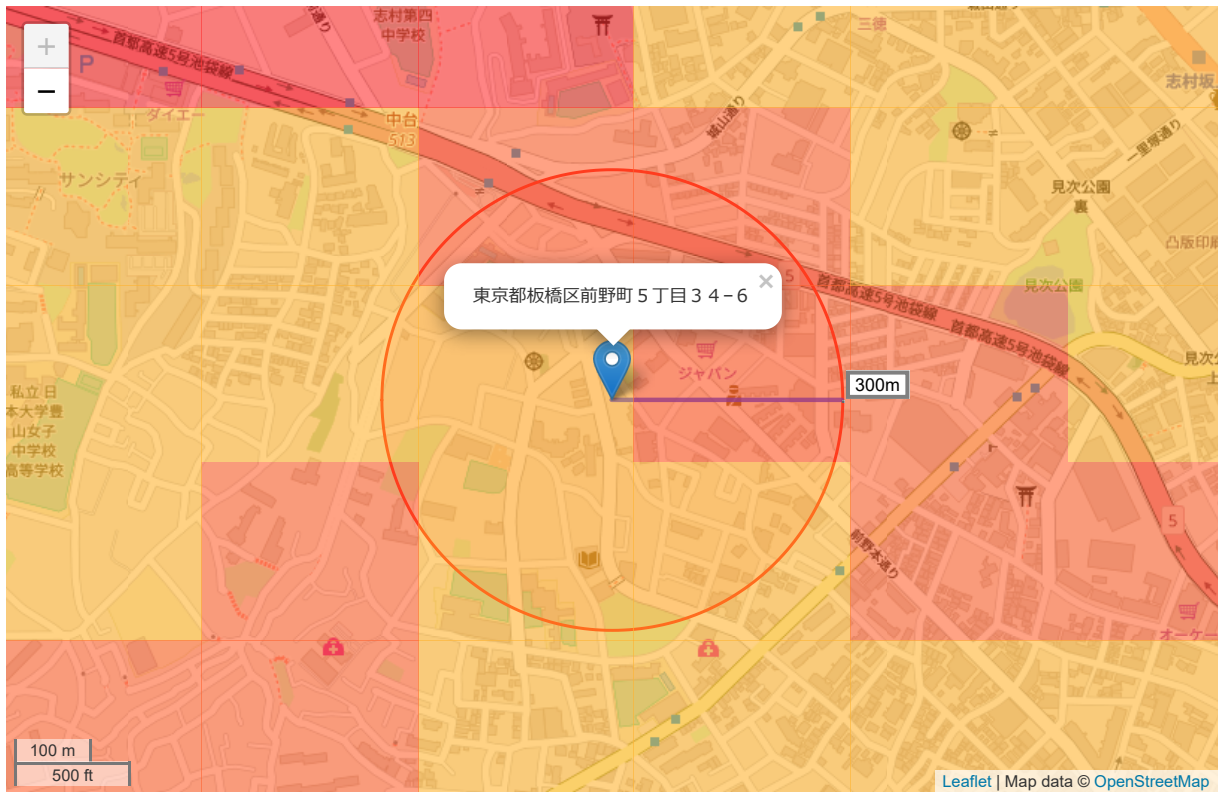 志村第四
中学校
三徳
+
−
首都高速5号池袋線
P
ダイエー
志村坂
中台
513
城山通り
一里塚通り
サンシティ
見次公園
裏
凸版印刷
東京都板橋区前野町５丁目３４−６
×
5
首都高速5号池袋線
見次公園
首都高速5号池袋線
ジャパン
300m
私立 日
本大学豊
山女子
中学校
高等学校
5
前野本通り
オーケー
100 m
500 ft
Leaflet | Map data © OpenStreetMap